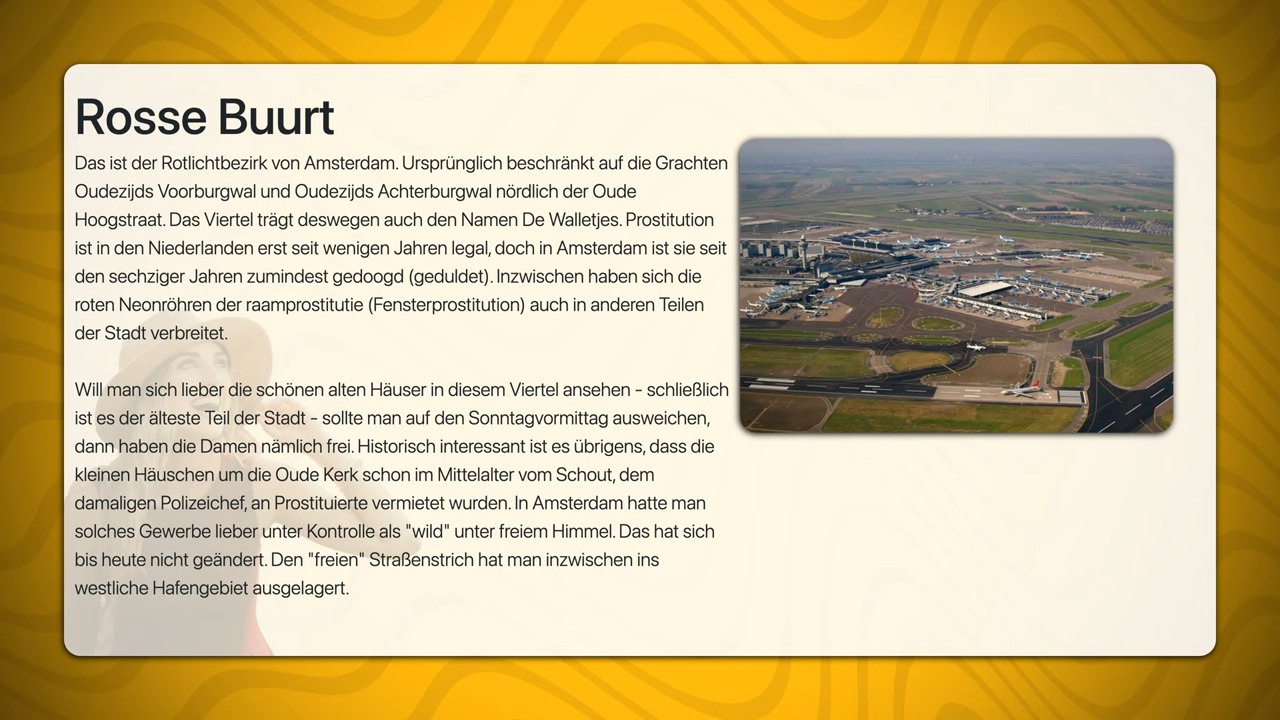 Rosse Buurt
Das ist der Rotlichtbezirk von Amsterdam. Ursprünglich beschränkt auf die Grachten
Oudezijds Voorburgwal und Oudezijds Achterburgwal nördlich der Oude
Hoogstraat. Das Viertel trägt deswegen auch den Namen De Walletjes. Prostitution
ist in den Niederlanden erst seit wenigen Jahren legal, doch in Amsterdam ist sie seit
den sechziger Jahren zumindest gedoogd (geduldet). Inzwischen haben sich die
roten Neonröhren der raamprostitutie (Fensterprostitution) auch in anderen Teilen
der Stadt verbreitet.
Will man sich lieber die schönen alten Häuser in diesem Viertel ansehen - schließlich
ist es der älteste Teil der Stadt - sollte man auf den Sonntagvormittag ausweichen,
dann haben die Damen nämlich frei. Historisch interessant ist es übrigens, dass die
kleinen Häuschen um die Oude Kerk schon im Mittelalter vom Schout, dem
damaligen Polizeichef, an Prostituierte vermietet wurden. In Amsterdam hatte man
solches Gewerbe lieber unter Kontrolle als "wild" unter freiem Himmel. Das hat sich
bis heute nicht geändert. Den "freien" Straßenstrich hat man inzwischen ins
westliche Hafengebiet ausgelagert.